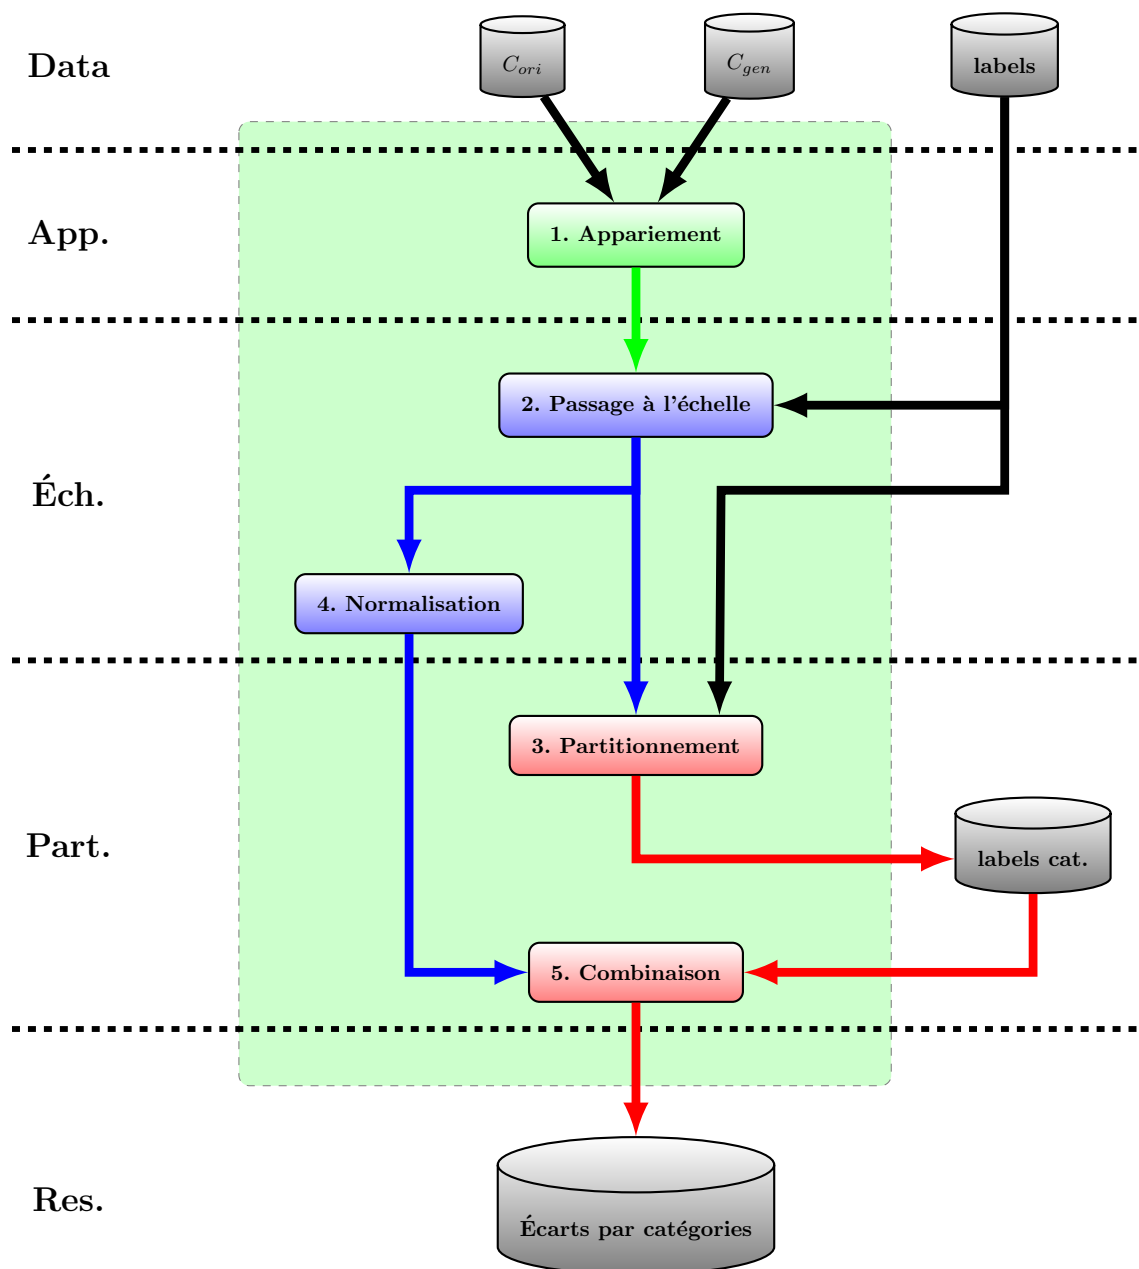 Data
C_ori
C_gen
labels
App.
1. Appariement
2. Passage à l'échelle
Éch.
4. Normalisation
3. Partitionnement
Part.
labels cat.
5. Combinaison
Res.
Écarts par catégories